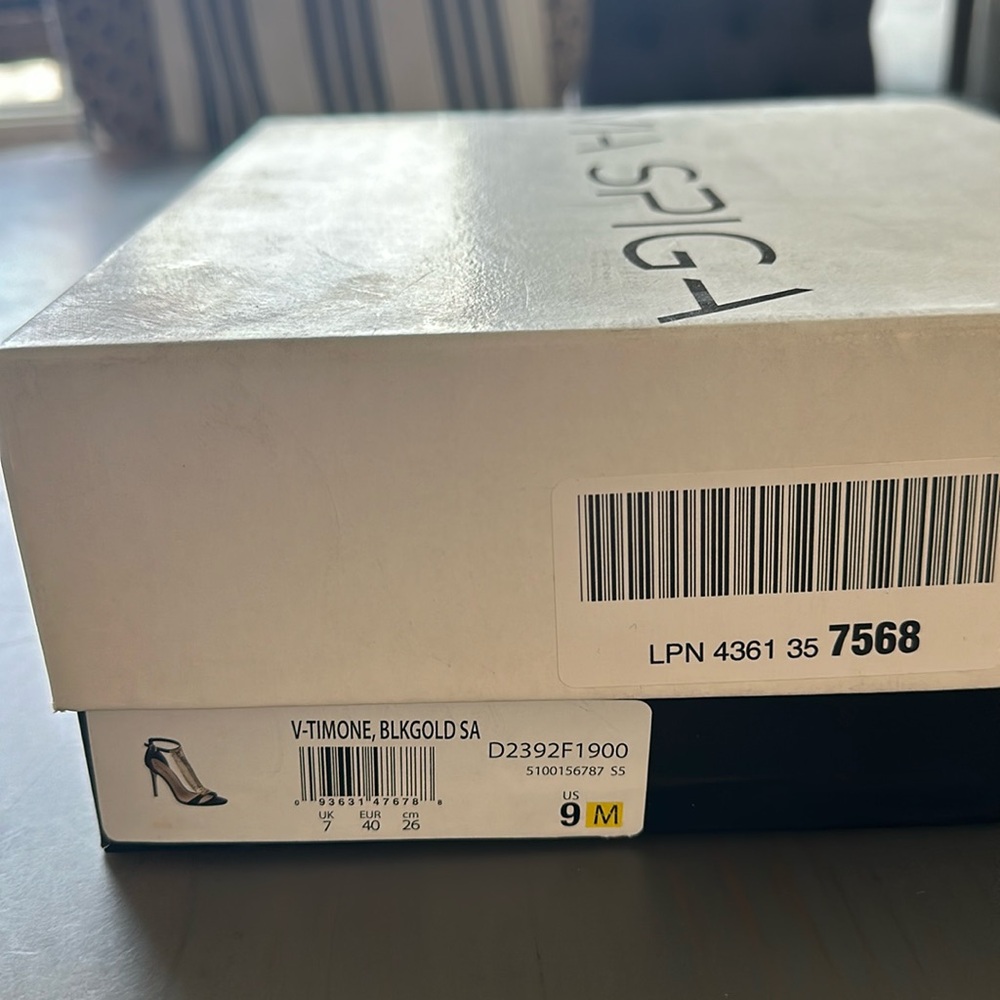 VA SPIGA
LPN 4361 35 7568
V-TIMONE, BLKGOLD SA
D2392F1900
5100156787 S5
0 93631 47678 8
UK EUR cm
7 40 26
US
9 M